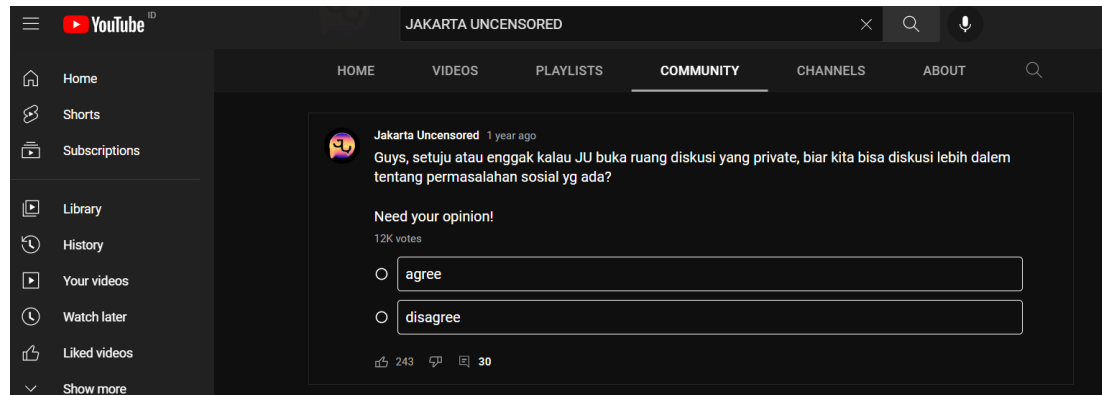 YouTube ID
JAKARTA UNCENSORED
Home
Shorts
Subscriptions
Library
History
Your videos
Watch later
Liked videos
Show more
HOME VIDEOS PLAYLISTS COMMUNITY CHANNELS ABOUT
Jakarta Uncensored 1 year ago
Guys, setuju atau enggak kalau JU buka ruang diskusi yang private, biar kita bisa diskusi lebih dalem
tentang permasalahan sosial yg ada?
Need your opinion!
12K votes
agree
disagree
243 30